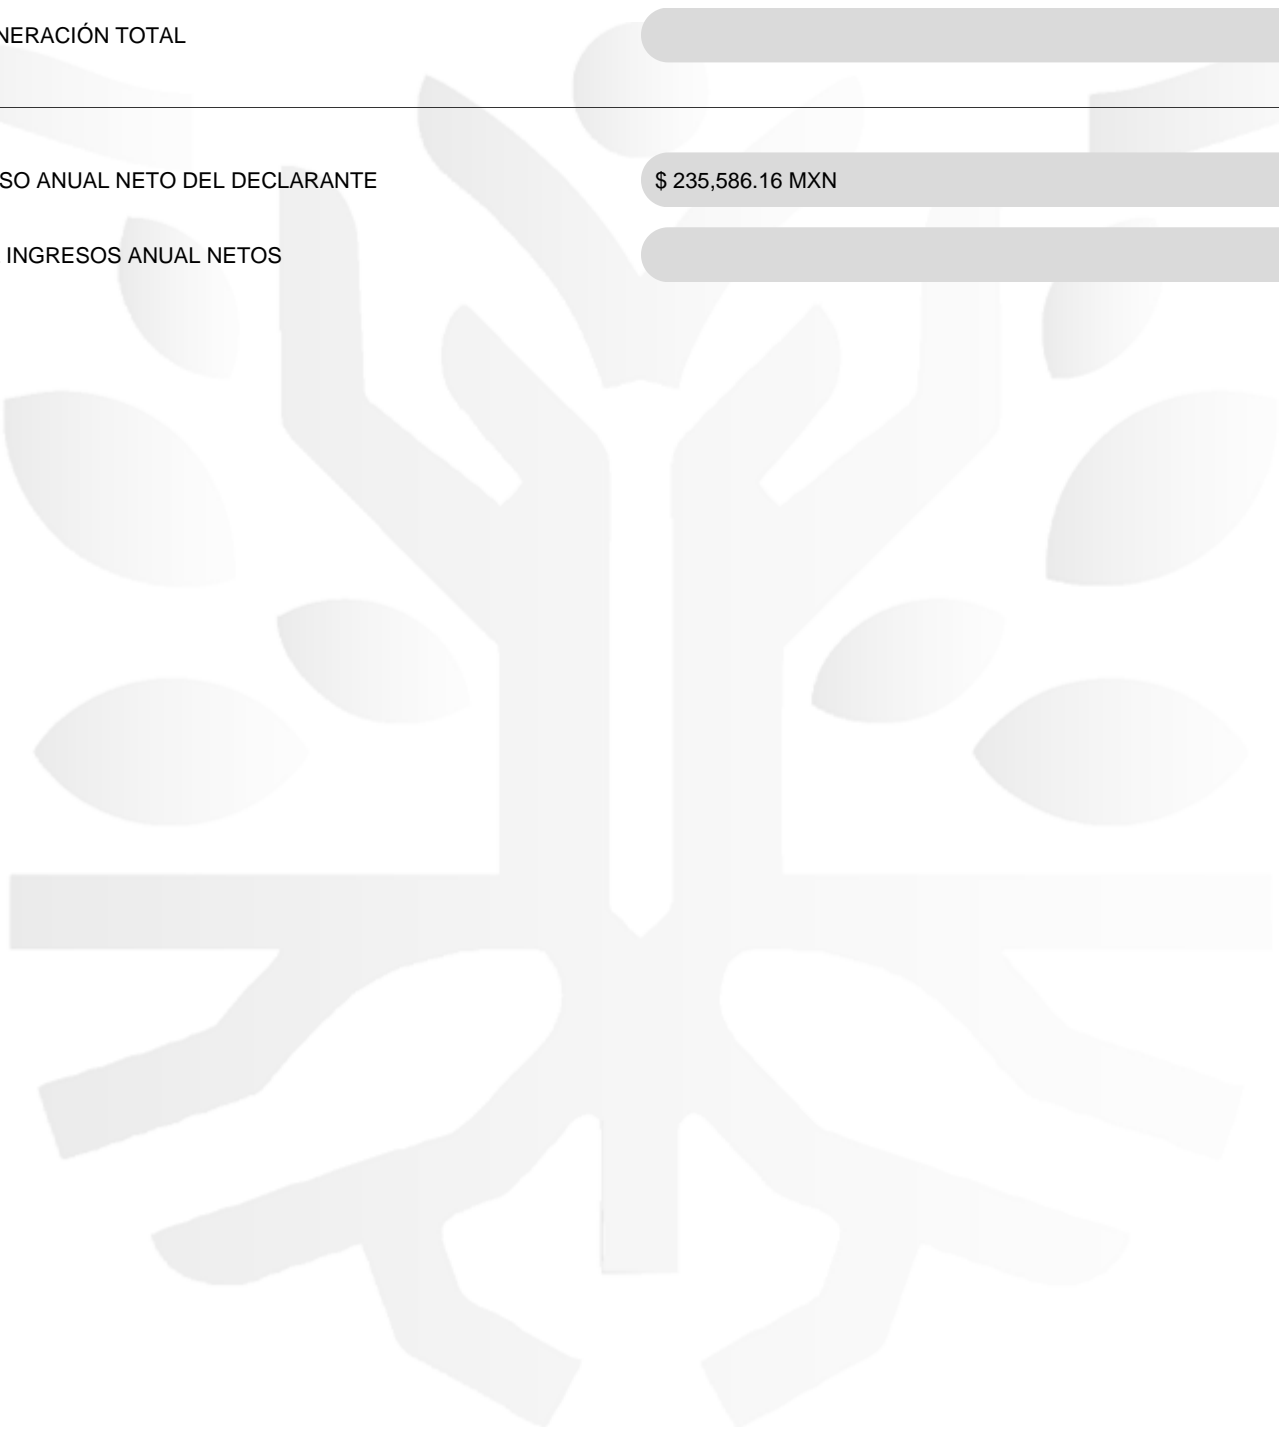 NERACIÓN TOTAL
SO ANUAL NETO DEL DECLARANTE $ 235,586.16 MXN
INGRESOS ANUAL NETOS